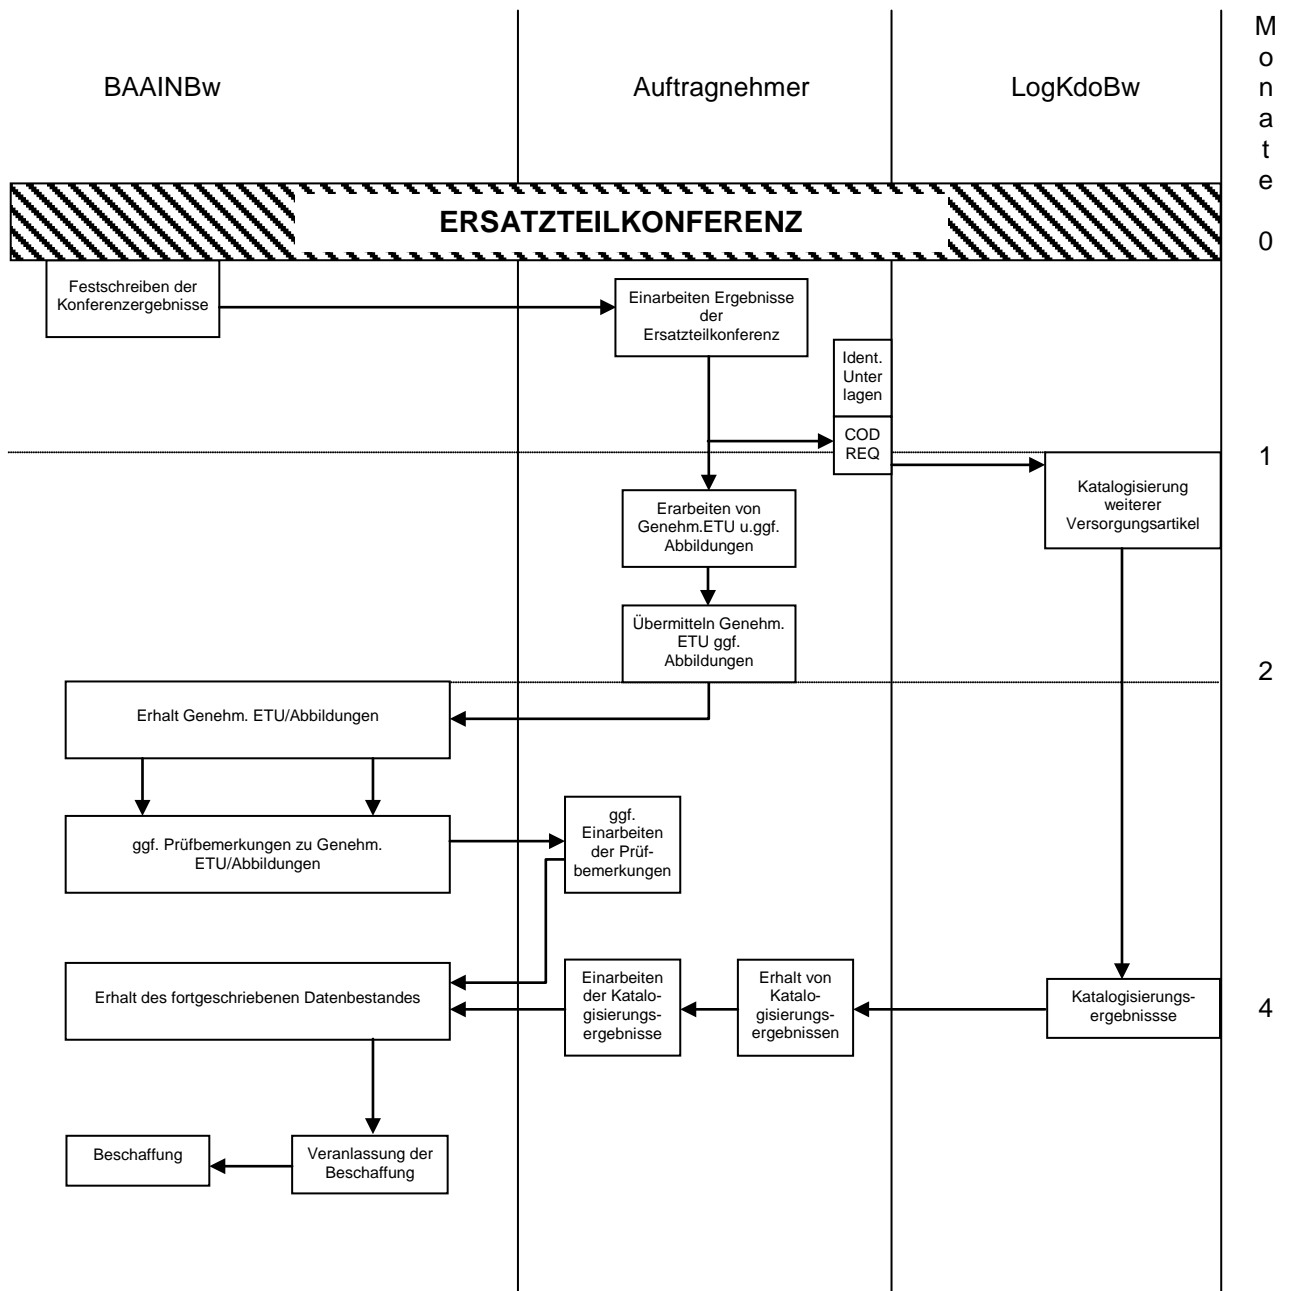 BAAINBw
Auftragnehmer
LogKdoBw
M
o
n
a
t
e
0
ERSATZTEILKONFERENZ
Festschreiben der
Konferenzergebnisse
Einarbeiten Ergebnisse
der
Ersatzteilkonferenz
Ident.
Unter
lagen
COD
REQ
1
Katalogisierung
weiterer
Versorgungsartikel
Erarbeiten von
Genehm.ETU u.ggf.
Abbildungen
Übermitteln Genehm.
ETU ggf.
Abbildungen
2
Erhalt Genehm. ETU/Abbildungen
ggf. Prüfbemerkungen zu Genehm.
ETU/Abbildungen
ggf.
Einarbeiten
der Prüf-
bemerkungen
Erhalt des fortgeschriebenen Datenbestandes
Einarbeiten
der Katalo-
gisierungs-
ergebnisse
Erhalt von
Katalo-
gisierungs-
ergebnissen
Katalogisierungs-
ergebnissse
4
Beschaffung
Veranlassung der
Beschaffung